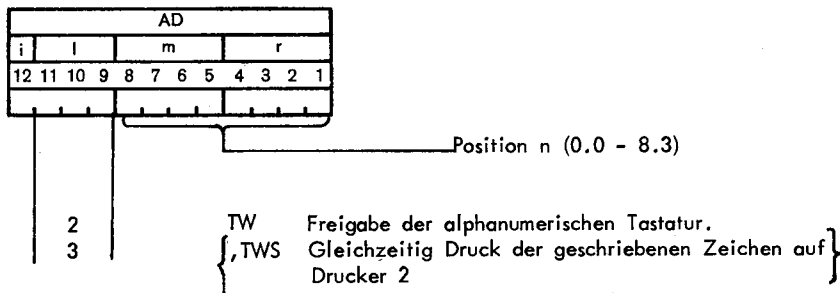 AD
i l m r
12 11 10 9 8 7 6 5 4 3 2 1
Position n (0.0 - 8.3)
2 TW Freigabe der alphanumerischen Tastatur.
3 {,TWS Gleichzeitig Druck der geschriebenen Zeichen auf}
Drucker 2